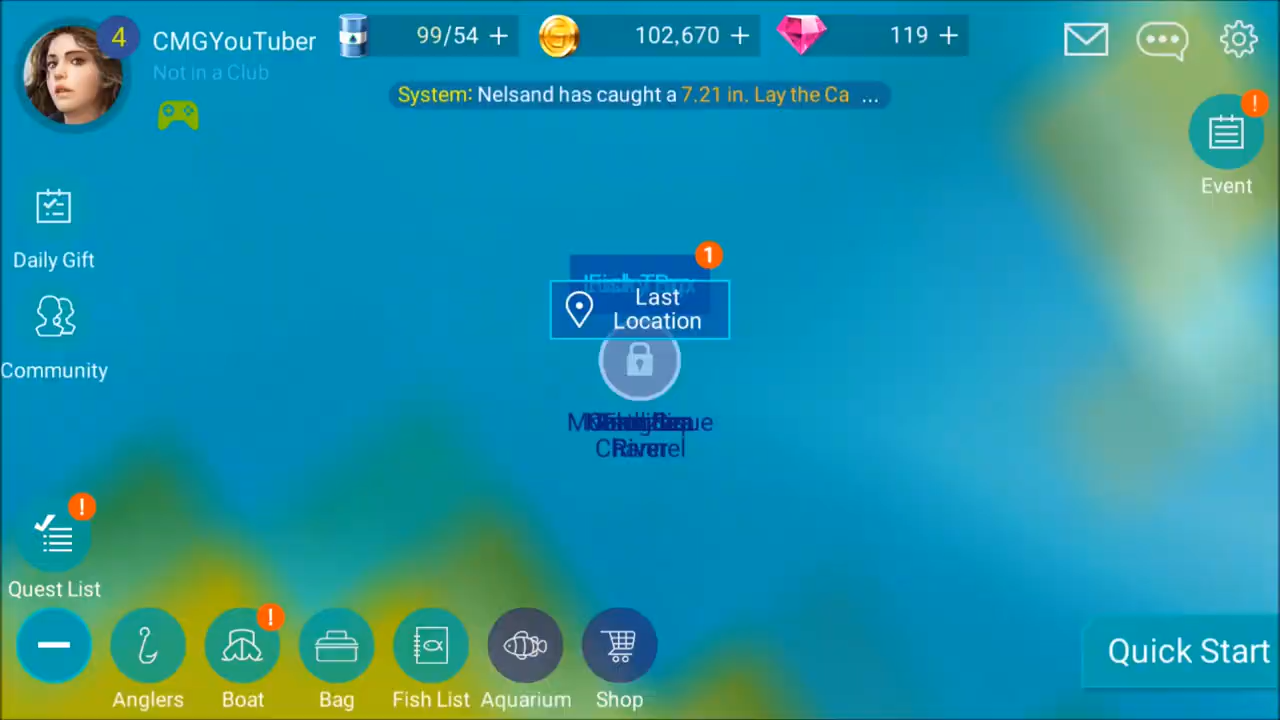 4
CMGYouTuber
Not in a Club
99/54 +
102,670 +
119 +
System: Nelsand has caught a 7.21 in. Lay the Ca ...
!
Event
Daily Gift
Community
1
Last
Location
River
!
Quest List
!
Anglers
Boat
Bag
Fish List
Aquarium
Shop
Quick Start